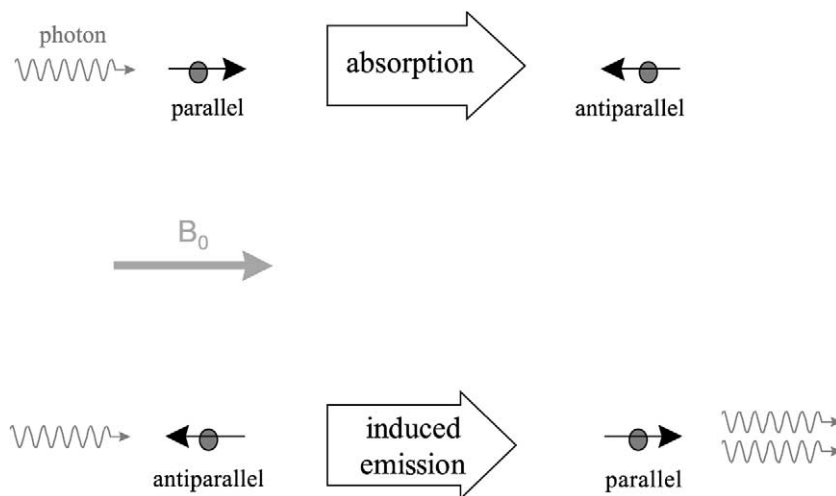 photon
absorption
parallel
antiparallel
B₀
induced
emission
antiparallel
parallel